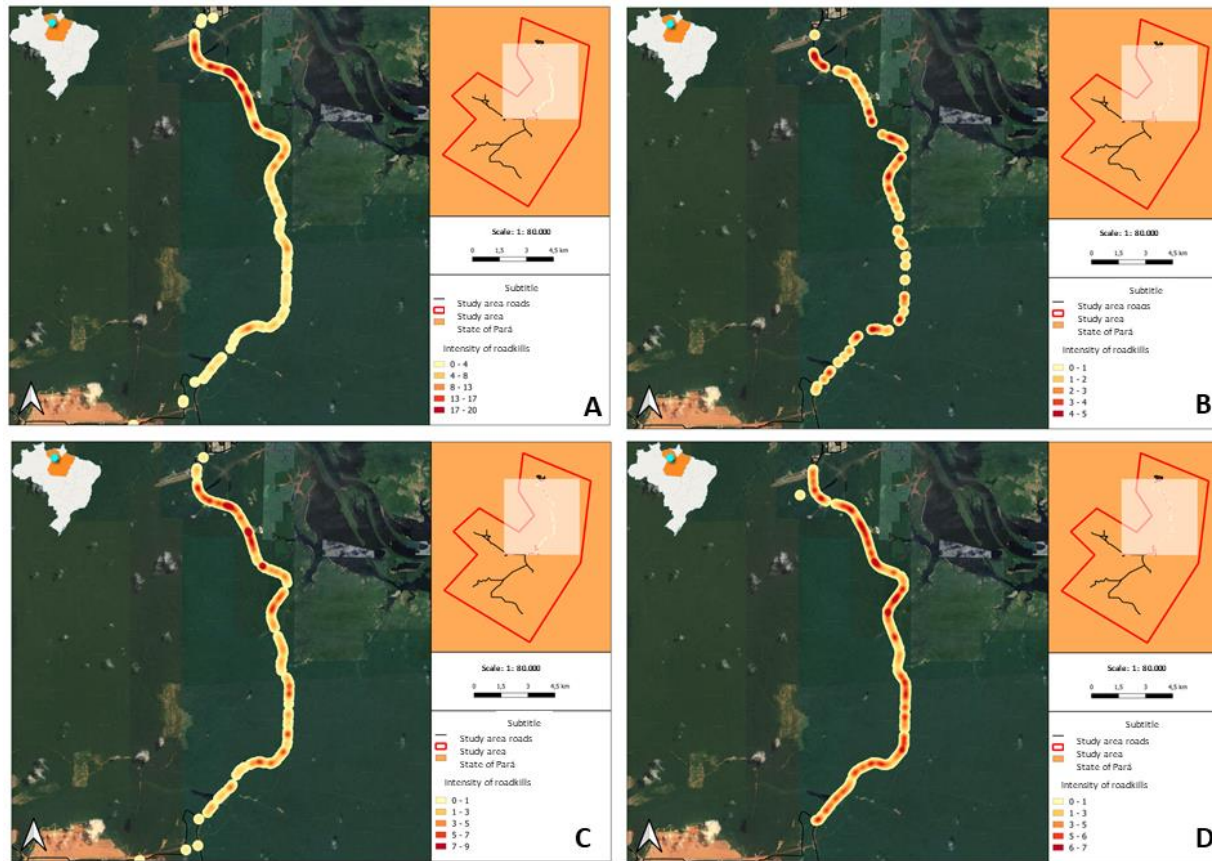 Scale: 1: 80.000
0 1,5 3 4,5 km
Subtitle
Study area roads
Study area
State of Pará
Intensity of roadkills
0 - 4
4 - 8
8 - 13
13 - 17
17 - 20
A
Scale: 1: 80.000
0 1,5 3 4,5 km
Subtitle
Study area roads
Study area
State of Pará
Intensity of roadkills
0 - 1
1 - 2
2 - 3
3 - 4
4 - 5
B
Scale: 1: 80.000
0 1,5 3 4,5 km
Subtitle
Study area roads
Study area
State of Pará
Intensity of roadkills
0 - 1
1 - 3
3 - 5
5 - 7
7 - 9
C
Scale: 1: 80.000
0 1,5 3 4,5 km
Subtitle
Study area roads
Study area
State of Pará
Intensity of roadkills
0 - 1
1 - 3
3 - 5
5 - 6
6 - 7
D